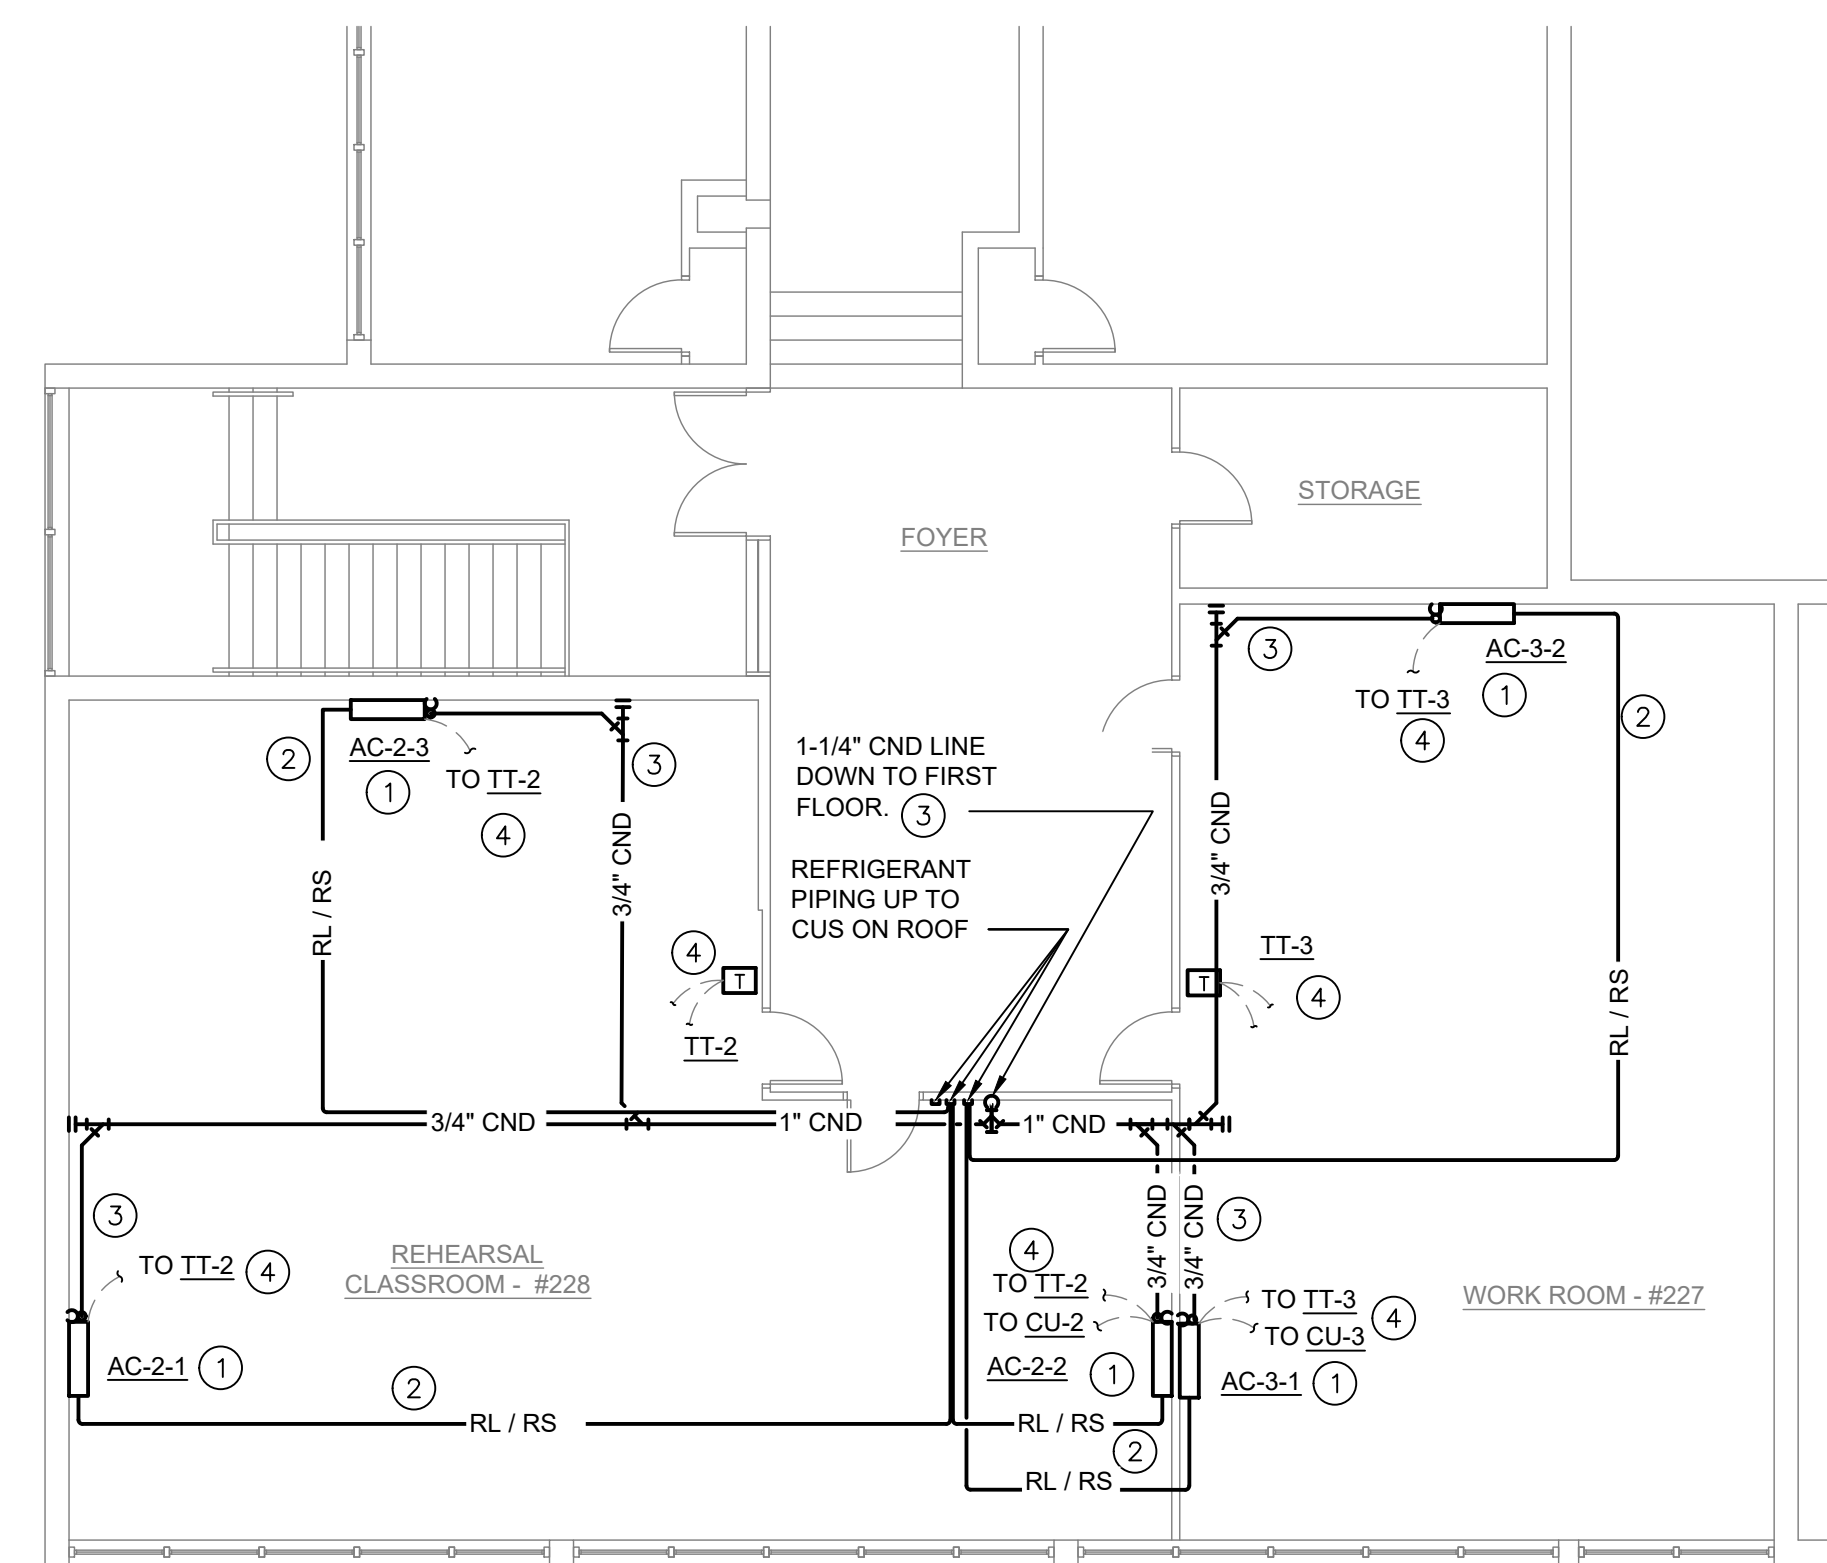 STORAGE
FOYER
3
AC-3-2
1
TO TT-3
4
2
2
AC-2-3
1
TO TT-2
4
3
3/4" CND
RL / RS
1-1/4" CND LINE
DOWN TO FIRST
FLOOR. 3
REFRIGERANT
PIPING UP TO
CUS ON ROOF
3/4" CND
4
T
TT-2
T
TT-3
4
RL / RS
3/4" CND
1" CND
1" CND
3
TO TT-2 4
REHEARSAL
CLASSROOM - #228
AC-2-1 1
2
RL / RS
3/4" CND
3/4" CND
3
4
TO TT-2
TO CU-2
AC-2-2 1
TO TT-3
TO CU-3
4
AC-3-1 1
WORK ROOM - #227
RL / RS
2
RL / RS